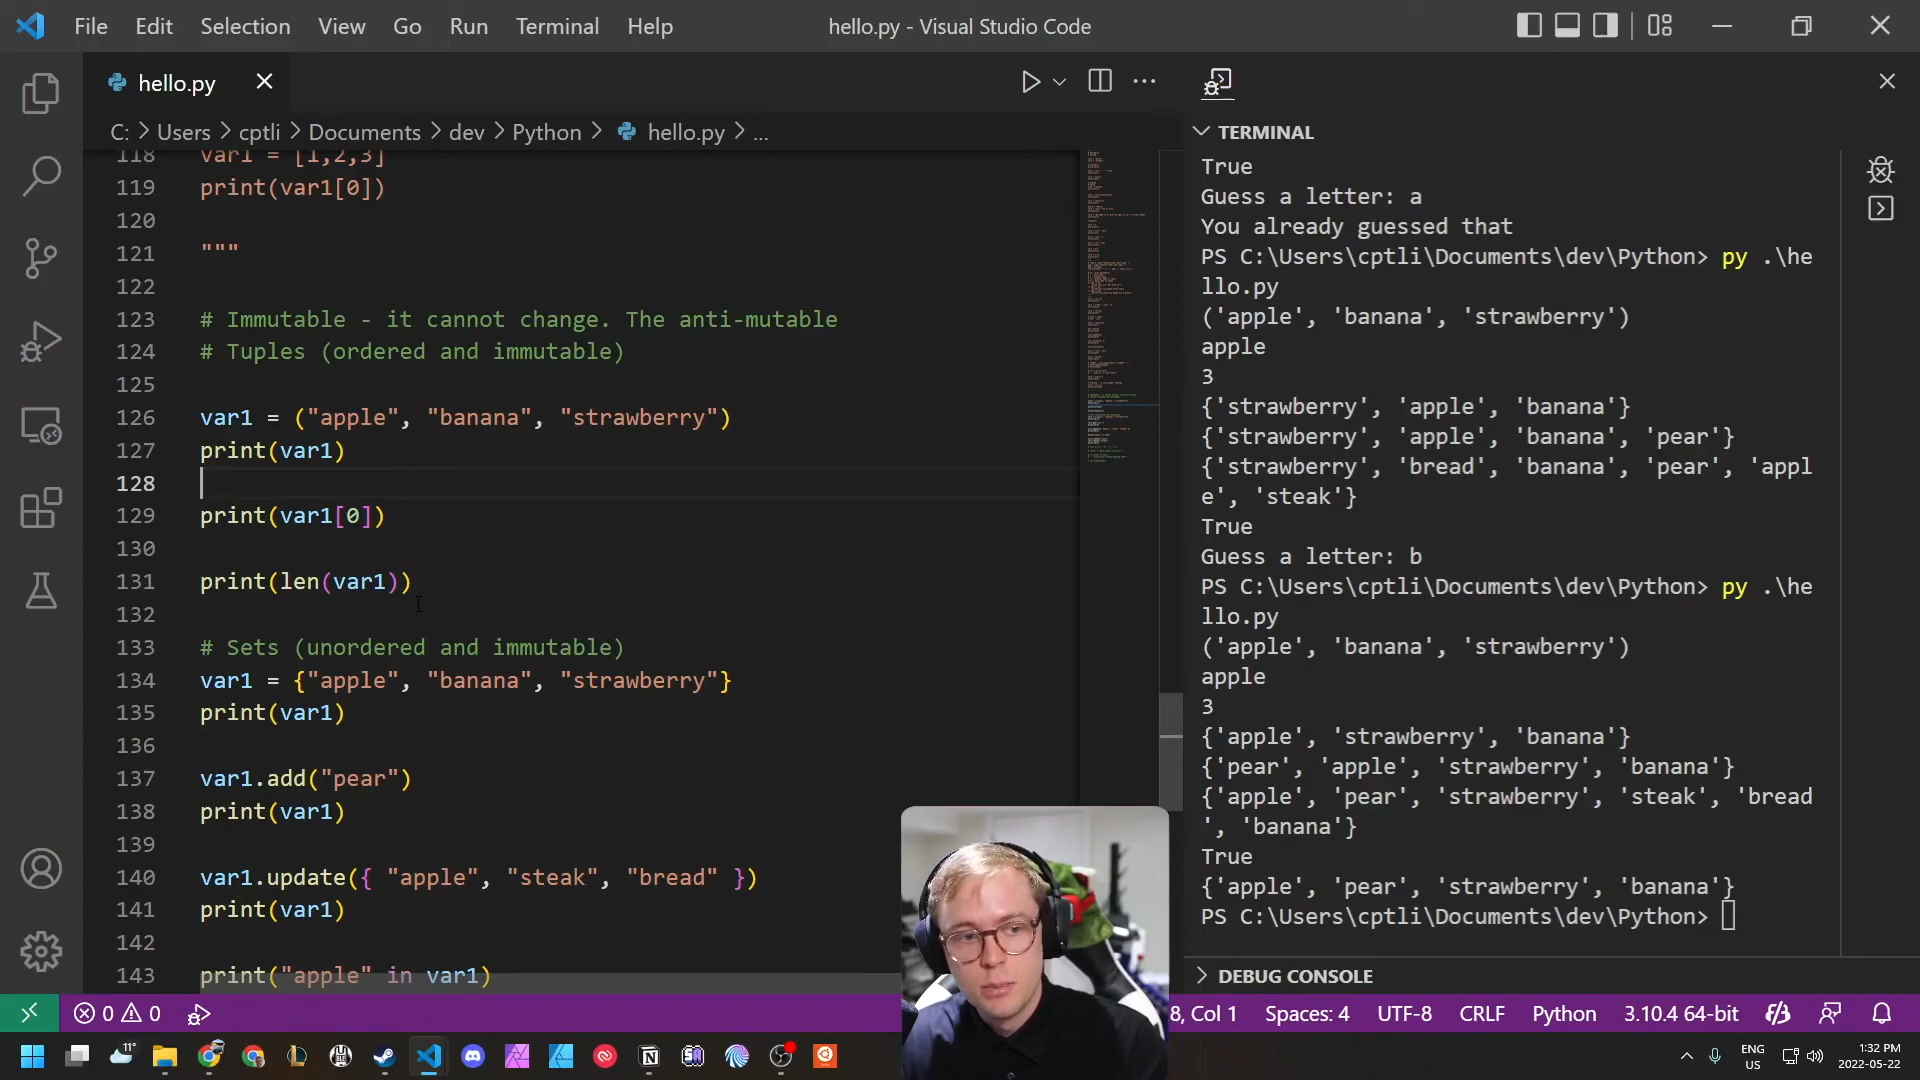 File Edit Selection View Go Run Terminal Help
hello.py - Visual Studio Code
hello.py
C: > Users > cptli > Documents > dev > Python > hello.py > ...
118 var1 = [1,2,3]
119 print(var1[0])
120
121 """
122
123 # Immutable - it cannot change. The anti-mutable
124 # Tuples (ordered and immutable)
125
126 var1 = ("apple", "banana", "strawberry")
127 print(var1)
128
129 print(var1[0])
130
131 print(len(var1))
132
133 # Sets (unordered and immutable)
134 var1 = {"apple", "banana", "strawberry"}
135 print(var1)
136
137 var1.add("pear")
138 print(var1)
139
140 var1.update({ "apple", "steak", "bread" })
141 print(var1)
142
143 print("apple" in var1)
TERMINAL
True
Guess a letter: a
You already guessed that
PS C:\Users\cptli\Documents\dev\Python> py .\he
llo.py
('apple', 'banana', 'strawberry')
apple
3
{'strawberry', 'apple', 'banana'}
{'strawberry', 'apple', 'banana', 'pear'}
{'strawberry', 'bread', 'banana', 'pear', 'appl
e', 'steak'}
True
Guess a letter: b
PS C:\Users\cptli\Documents\dev\Python> py .\he
llo.py
('apple', 'banana', 'strawberry')
apple
3
{'apple', 'strawberry', 'banana'}
{'pear', 'apple', 'strawberry', 'banana'}
{'apple', 'pear', 'strawberry', 'steak', 'bread
', 'banana'}
True
{'apple', 'pear', 'strawberry', 'banana'}
PS C:\Users\cptli\Documents\dev\Python>
DEBUG CONSOLE
0 0
8, Col 1 Spaces: 4 UTF-8 CRLF Python 3.10.4 64-bit
11°
ENG
US
1:32 PM
2022-05-22